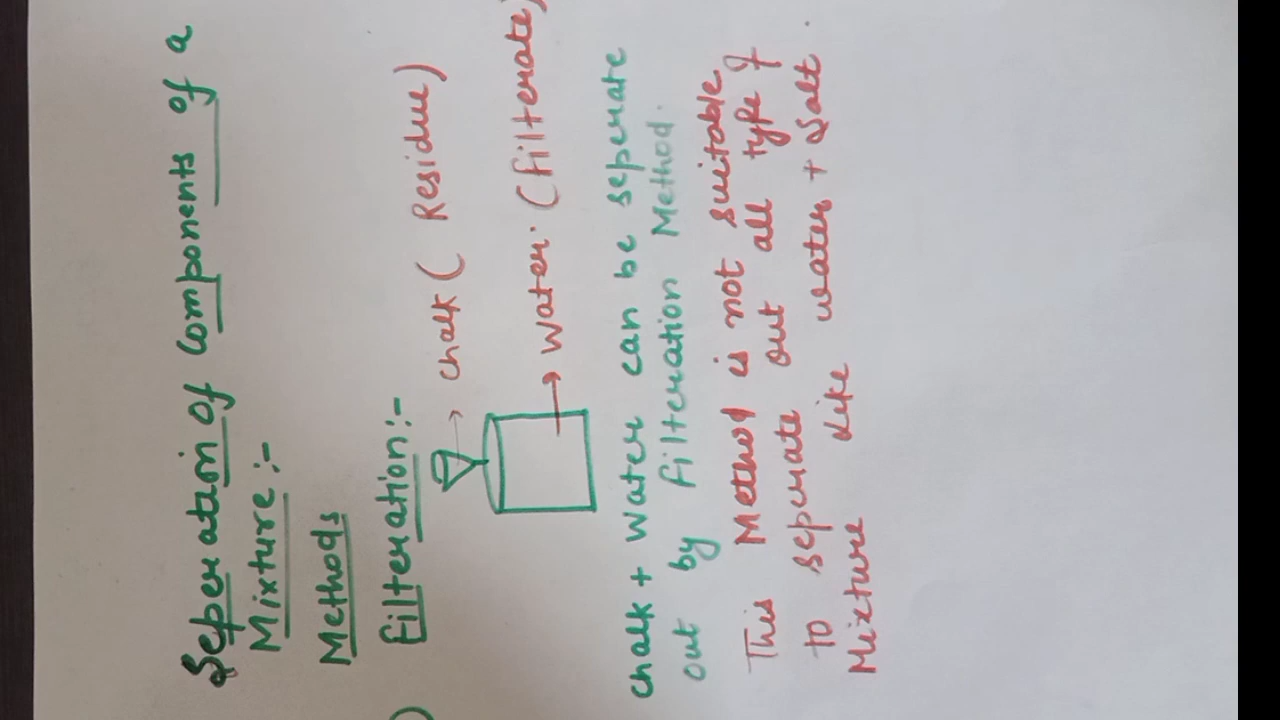 Seperation of Components of a
Mixture :-
Methods
) Filteration:-
→ chalk ( Residue)
→ Water. (Filterate)
chalk + Water can be seperate
out by Filteration Method.
This Method is not suitable
to seperate out all type of
Mixture Like water + Salt.